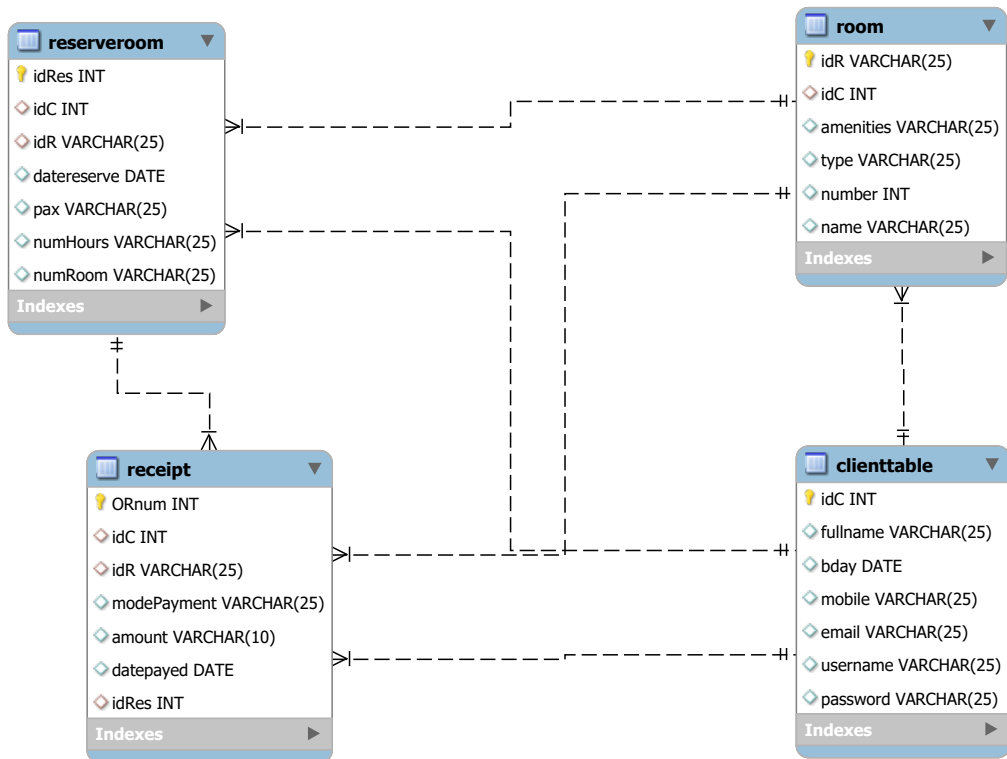 reserveroom
idRes INT
idC INT
idR VARCHAR(25)
datereserve DATE
pax VARCHAR(25)
numHours VARCHAR(25)
numRoom VARCHAR(25)
Indexes
room
idR VARCHAR(25)
idC INT
amenities VARCHAR(25)
type VARCHAR(25)
number INT
name VARCHAR(25)
Indexes
receipt
ORnum INT
idC INT
idR VARCHAR(25)
modePayment VARCHAR(25)
amount VARCHAR(10)
datepayed DATE
idRes INT
Indexes
clienttable
idC INT
fullname VARCHAR(25)
bday DATE
mobile VARCHAR(25)
email VARCHAR(25)
username VARCHAR(25)
password VARCHAR(25)
Indexes